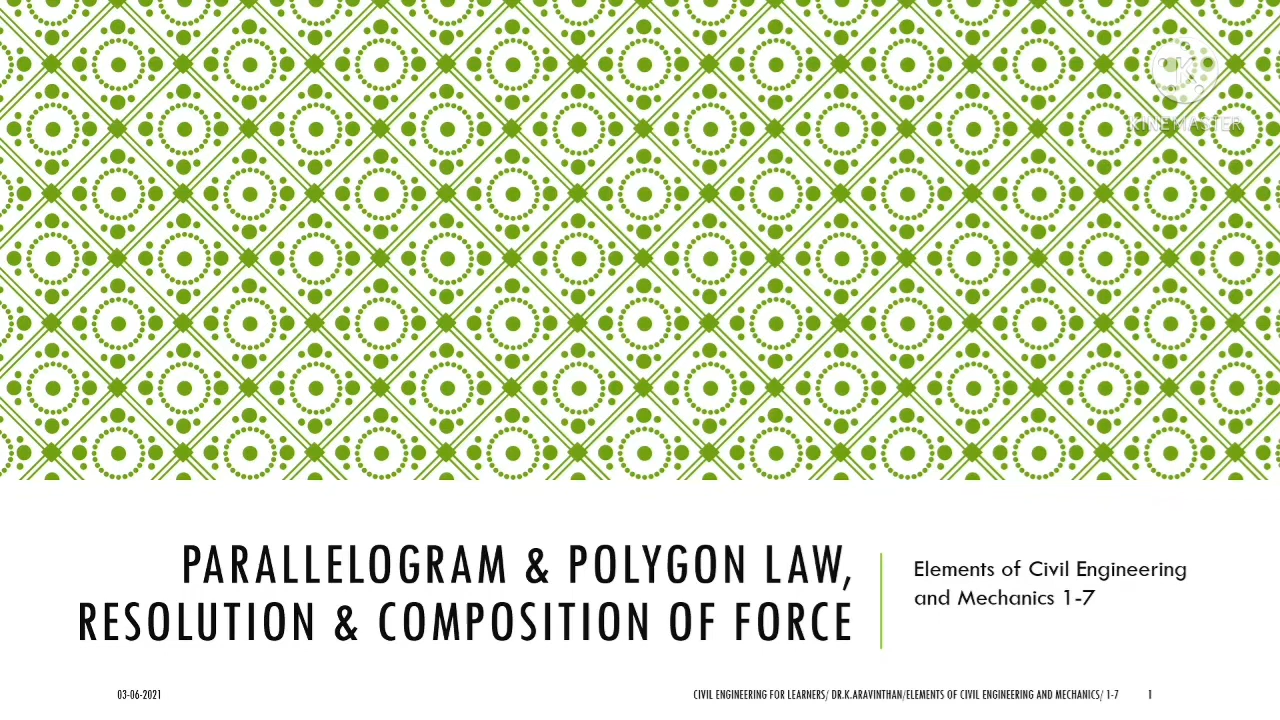 KINEMASTER
PARALLELOGRAM & POLYGON LAW,
RESOLUTION & COMPOSITION OF FORCE
Elements of Civil Engineering
and Mechanics 1-7
03-06-2021
CIVIL ENGINEERING FOR LEARNERS/ DR.K.ARAVINTHAN/ELEMENTS OF CIVIL ENGINEERING AND MECHANICS/ 1-7
1